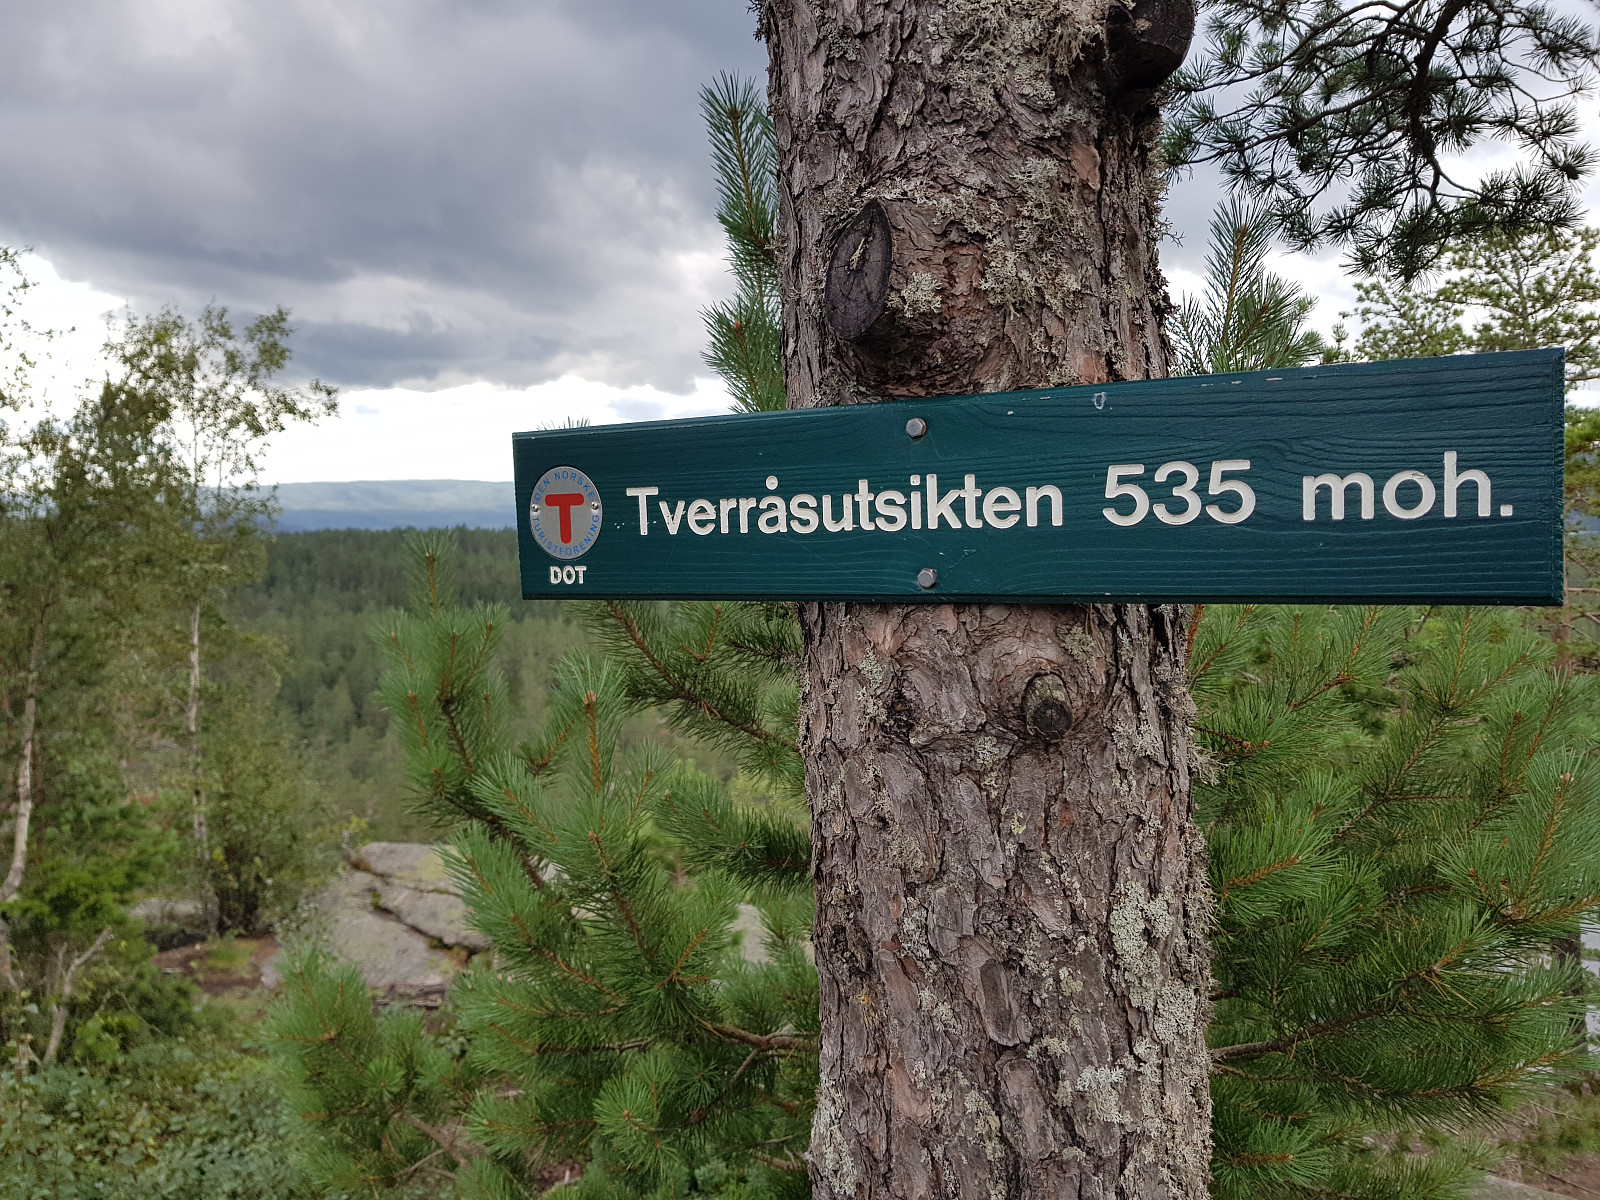 DEN NORSKE
T
TURISTFORENING
DOT
Tverråsutsikten 535 moh.